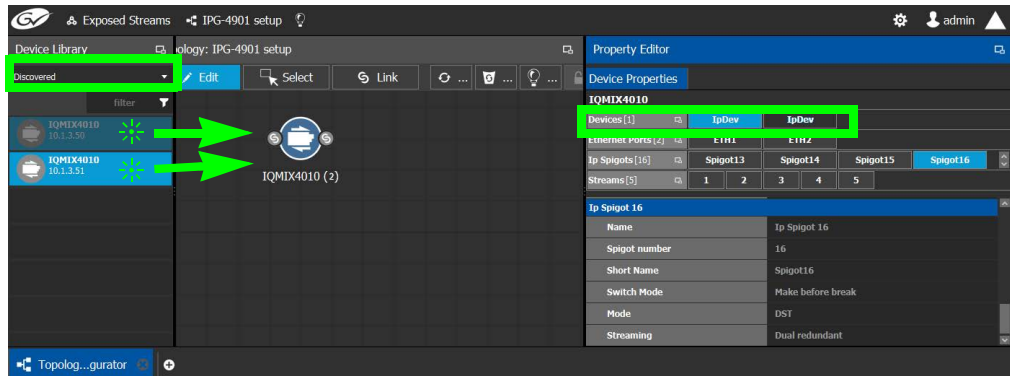 GV Exposed Streams IPG-4901 setup admin
Device Library
ology: IPG-4901 setup
Property Editor
Discovered
Edit Select Link ... ... ...
Device Properties
filter
IQMIX4010
IQMIX4010
10.1.3.50
Devices [1] IpDev IpDev
Ethernet Ports [2] ETH1 ETH2
IQMIX4010
10.1.3.51
Ip Spigots [16] Spigot13 Spigot14 Spigot15 Spigot16
IQMIX4010 (2)
Streams [5] 1 2 3 4 5
Ip Spigot 16
Name Ip Spigot 16
Spigot number 16
Short Name Spigot16
Switch Mode Make before break
Mode DST
Streaming Dual redundant
Topolog...gurator